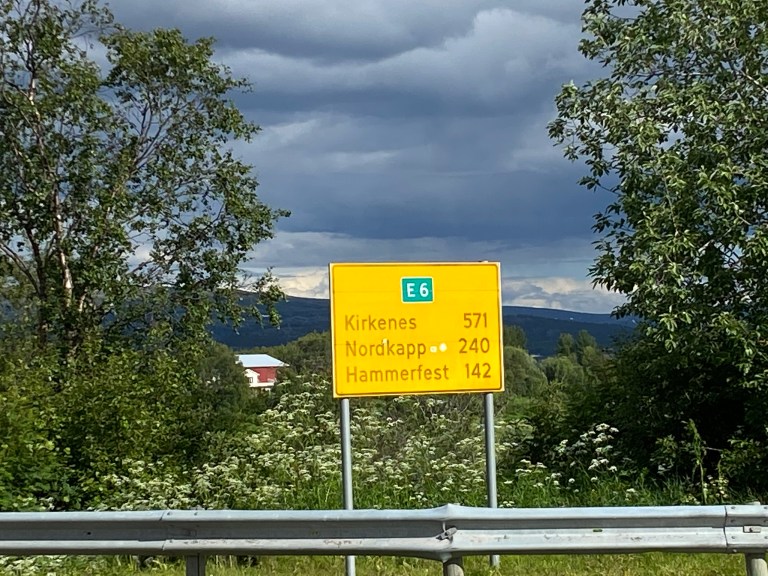 E 6
Kirkenes 571
Nordkapp 240
Hammerfest 142